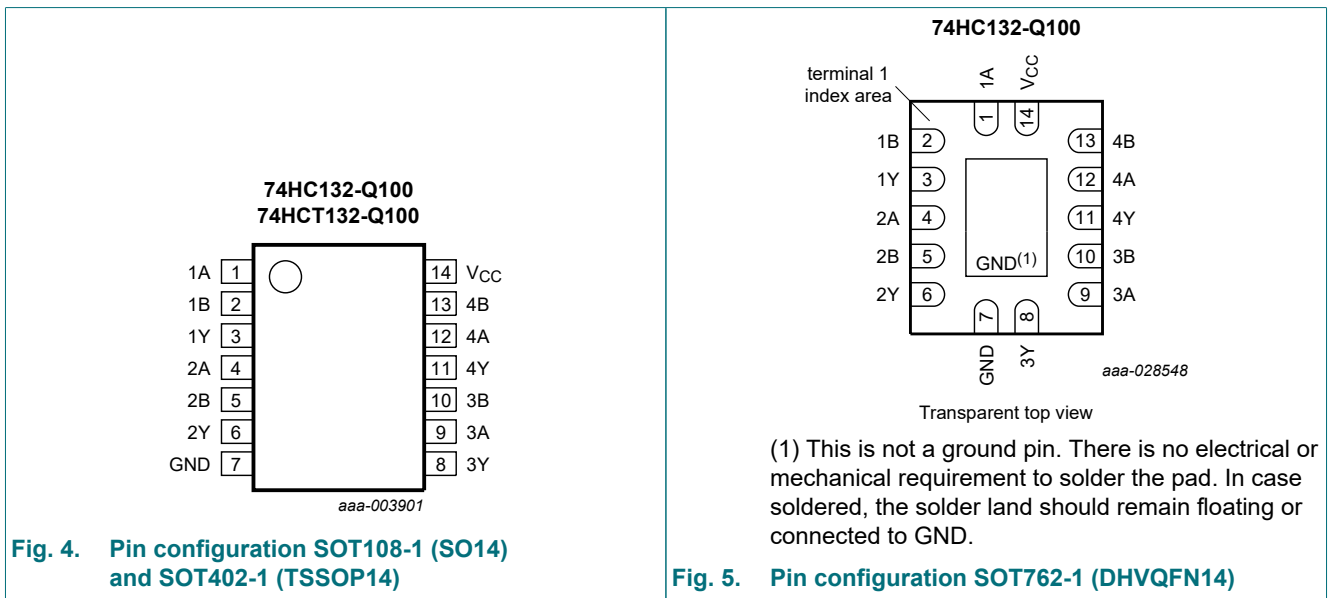 74HC132-Q100
74HCT132-Q100
1A 1
1B 2
1Y 3
2A 4
2B 5
2Y 6
GND 7
14 VCC
13 4B
12 4A
11 4Y
10 3B
9 3A
8 3Y
aaa-003901
Fig. 4. Pin configuration SOT108-1 (SO14)
and SOT402-1 (TSSOP14)
74HC132-Q100
terminal 1
index area
1A
VCC
1
14
1B 2
1Y 3
2A 4
2B 5
2Y 6
13 4B
12 4A
11 4Y
10 3B
9 3A
GND(1)
7
8
GND
3Y
aaa-028548
Transparent top view
(1) This is not a ground pin. There is no electrical or
mechanical requirement to solder the pad. In case
soldered, the solder land should remain floating or
connected to GND.
Fig. 5. Pin configuration SOT762-1 (DHVQFN14)